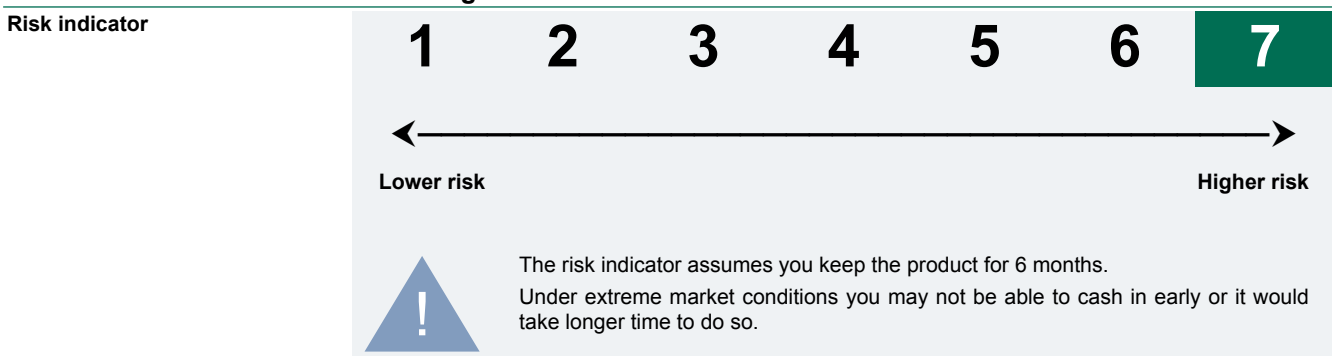 Risk indicator
1 2 3 4 5 6 7
Lower risk Higher risk
!
The risk indicator assumes you keep the product for 6 months.
Under extreme market conditions you may not be able to cash in early or it would
take longer time to do so.